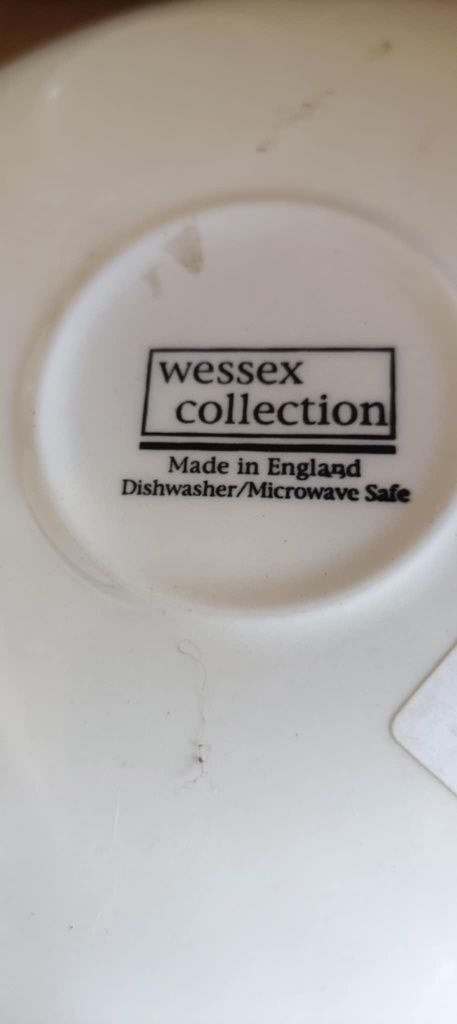 wessex
collection
Made in England
Dishwasher/Microwave Safe